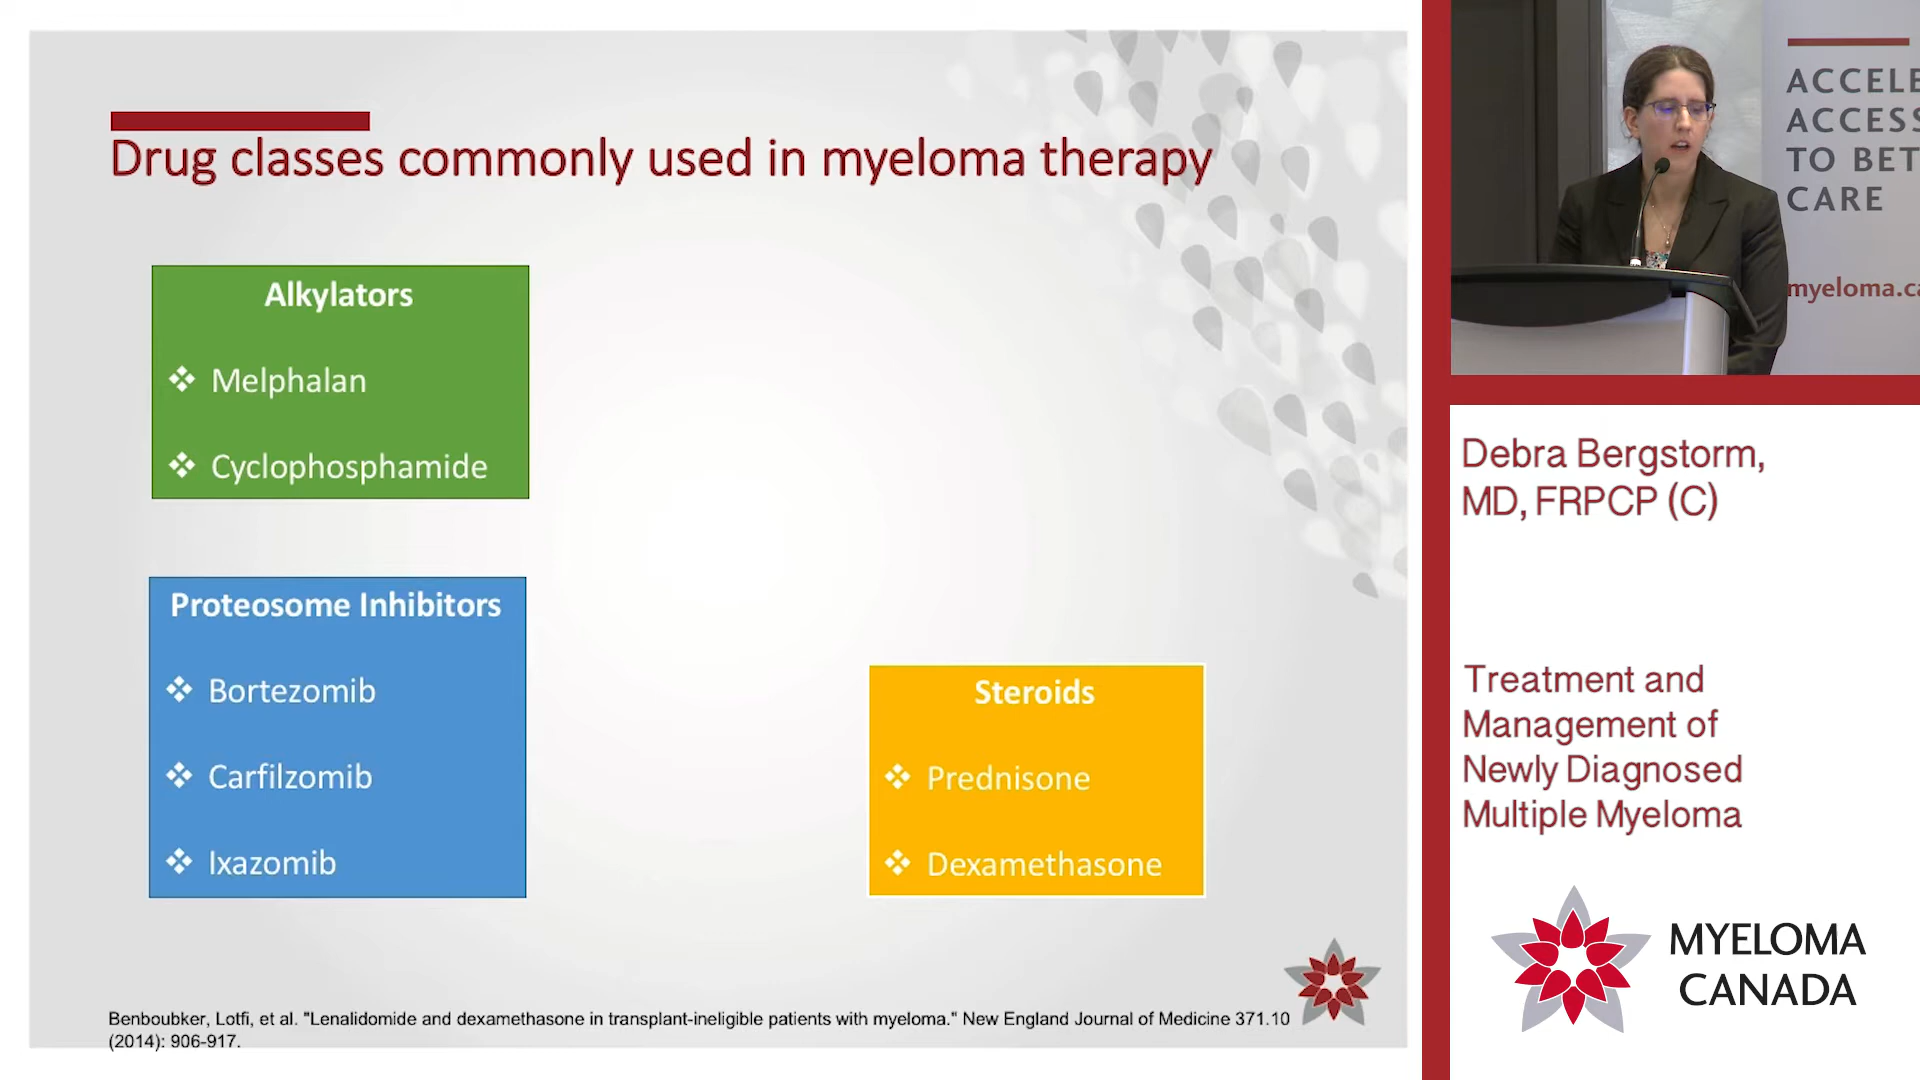 Drug classes commonly used in myeloma therapy
Alkylators
❖ Melphalan
❖ Cyclophosphamide
Proteosome Inhibitors
❖ Bortezomib
❖ Carfilzomib
❖ Ixazomib
Steroids
❖ Prednisone
❖ Dexamethasone
Benboubker, Lotfi, et al. "Lenalidomide and dexamethasone in transplant-ineligible patients with myeloma." New England Journal of Medicine 371.10
(2014): 906-917.
ACCELE
ACCESS
TO BET
CARE
myeloma.ca
Debra Bergstorm,
MD, FRPCP (C)
Treatment and
Management of
Newly Diagnosed
Multiple Myeloma
MYELOMA
CANADA